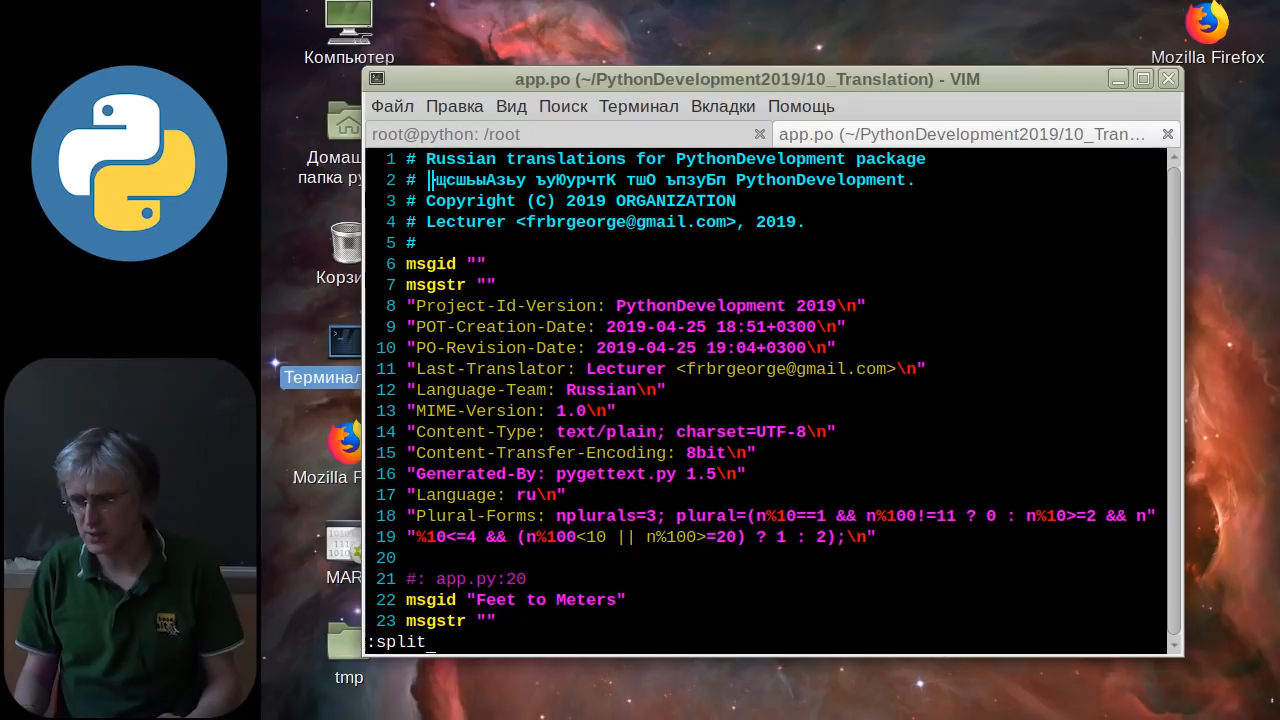 Компьютер
Mozilla Firefox
app.po (~/PythonDevelopment2019/10_Translation) - VIM
Файл Правка Вид Поиск Терминал Вкладки Помощь
root@python: /root
app.po (~/PythonDevelopment2019/10_Tran…
Домаш
папка ру
Корзи
Терминал
Mozilla F
MAR
tmp
1 # Russian translations for PythonDevelopment package
2 # PythonDevelopment.
3 # Copyright (C) 2019 ORGANIZATION
4 # Lecturer <frbrgeorge@gmail.com>, 2019.
5 #
6 msgid ""
7 msgstr ""
8 "Project-Id-Version: PythonDevelopment 2019\n"
9 "POT-Creation-Date: 2019-04-25 18:51+0300\n"
10 "PO-Revision-Date: 2019-04-25 19:04+0300\n"
11 "Last-Translator: Lecturer <frbrgeorge@gmail.com>\n"
12 "Language-Team: Russian\n"
13 "MIME-Version: 1.0\n"
14 "Content-Type: text/plain; charset=UTF-8\n"
15 "Content-Transfer-Encoding: 8bit\n"
16 "Generated-By: pygettext.py 1.5\n"
17 "Language: ru\n"
18 "Plural-Forms: nplurals=3; plural=(n%10==1 && n%100!=11 ? 0 : n%10>=2 && n"
19 "%10<=4 && (n%100<10 || n%100>=20) ? 1 : 2);\n"
20
21 #: app.py:20
22 msgid "Feet to Meters"
23 msgstr ""
:split_